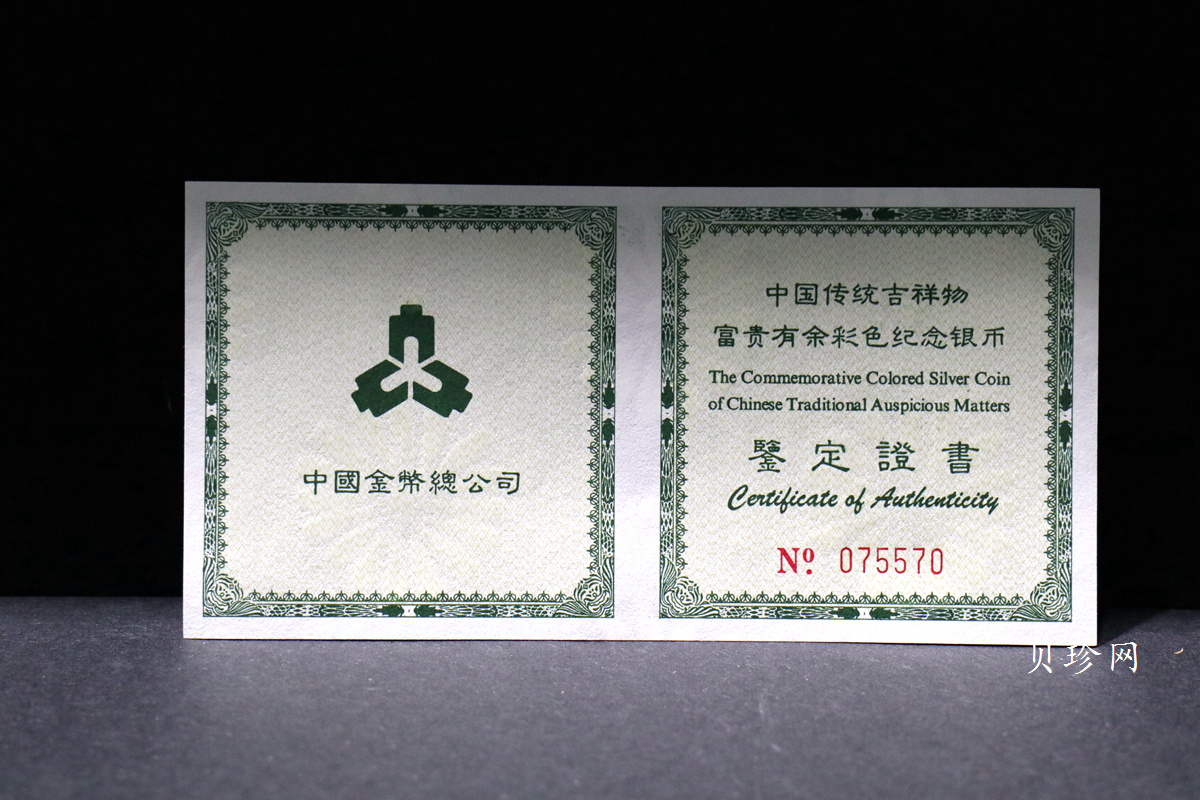 中國金幣總公司
中国传统吉祥物
富贵有余彩色纪念银币
The Commemorative Colored Silver Coin
of Chinese Traditional Auspicious Matters
鑒定證書
Certificate of Authenticity
Nº 075570
贝珍网